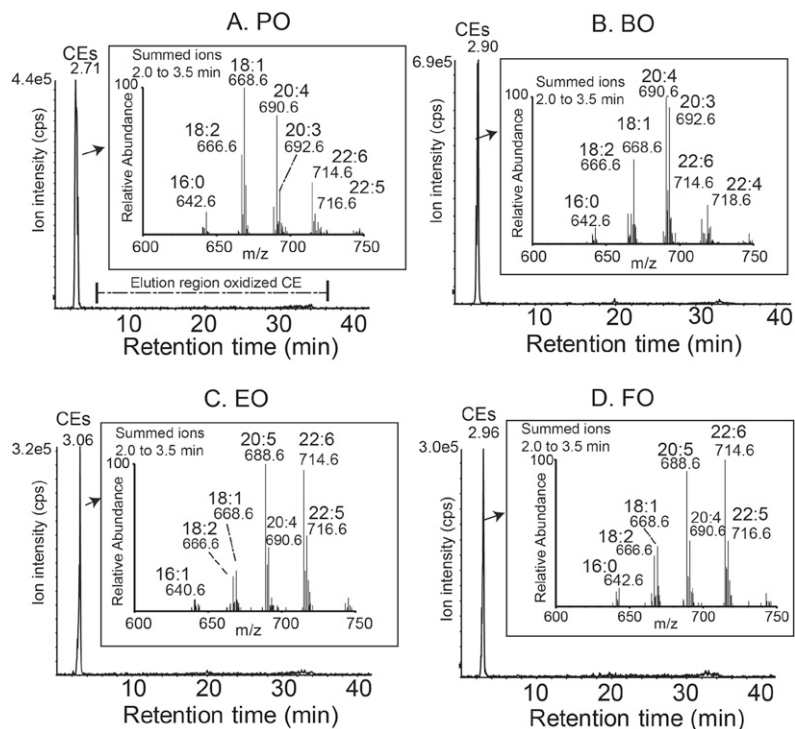 A. PO
CEs
2.71
4.4e5
Ion intensity (cps)
Summed ions
2.0 to 3.5 min
100
Relative Abundance
18:1
668.6
20:4
690.6
18:2
666.6
20:3
692.6
22:6
714.6
22:5
716.6
16:0
642.6
600 650 700 750
m/z
Elution region oxidized CE
10 20 30 40
Retention time (min)
B. BO
CEs
2.90
6.9e5
Ion intensity (cps)
Summed ions
2.0 to 3.5 min
100
Relative Abundance
20:4
690.6
20:3
692.6
18:1
668.6
18:2
666.6
22:6
714.6
22:4
718.6
16:0
642.6
600 650 700 750
m/z
10 20 30 40
Retention time (min)
C. EO
CEs
3.06
3.2e5
Ion intensity (cps)
Summed ions
2.0 to 3.5 min
100
Relative Abundance
20:5
688.6
22:6
714.6
18:1
668.6
18:2
666.6
20:4
690.6
22:5
716.6
16:1
640.6
600 650 700 750
m/z
10 20 30 40
Retention time (min)
D. FO
CEs
2.96
3.0e5
Ion intensity (cps)
Summed ions
2.0 to 3.5 min
100
Relative Abundance
22:6
714.6
20:5
688.6
18:1
668.6
18:2
666.6
20:4
690.6
22:5
716.6
16:0
642.6
600 650 700 750
m/z
10 20 30 40
Retention time (min)